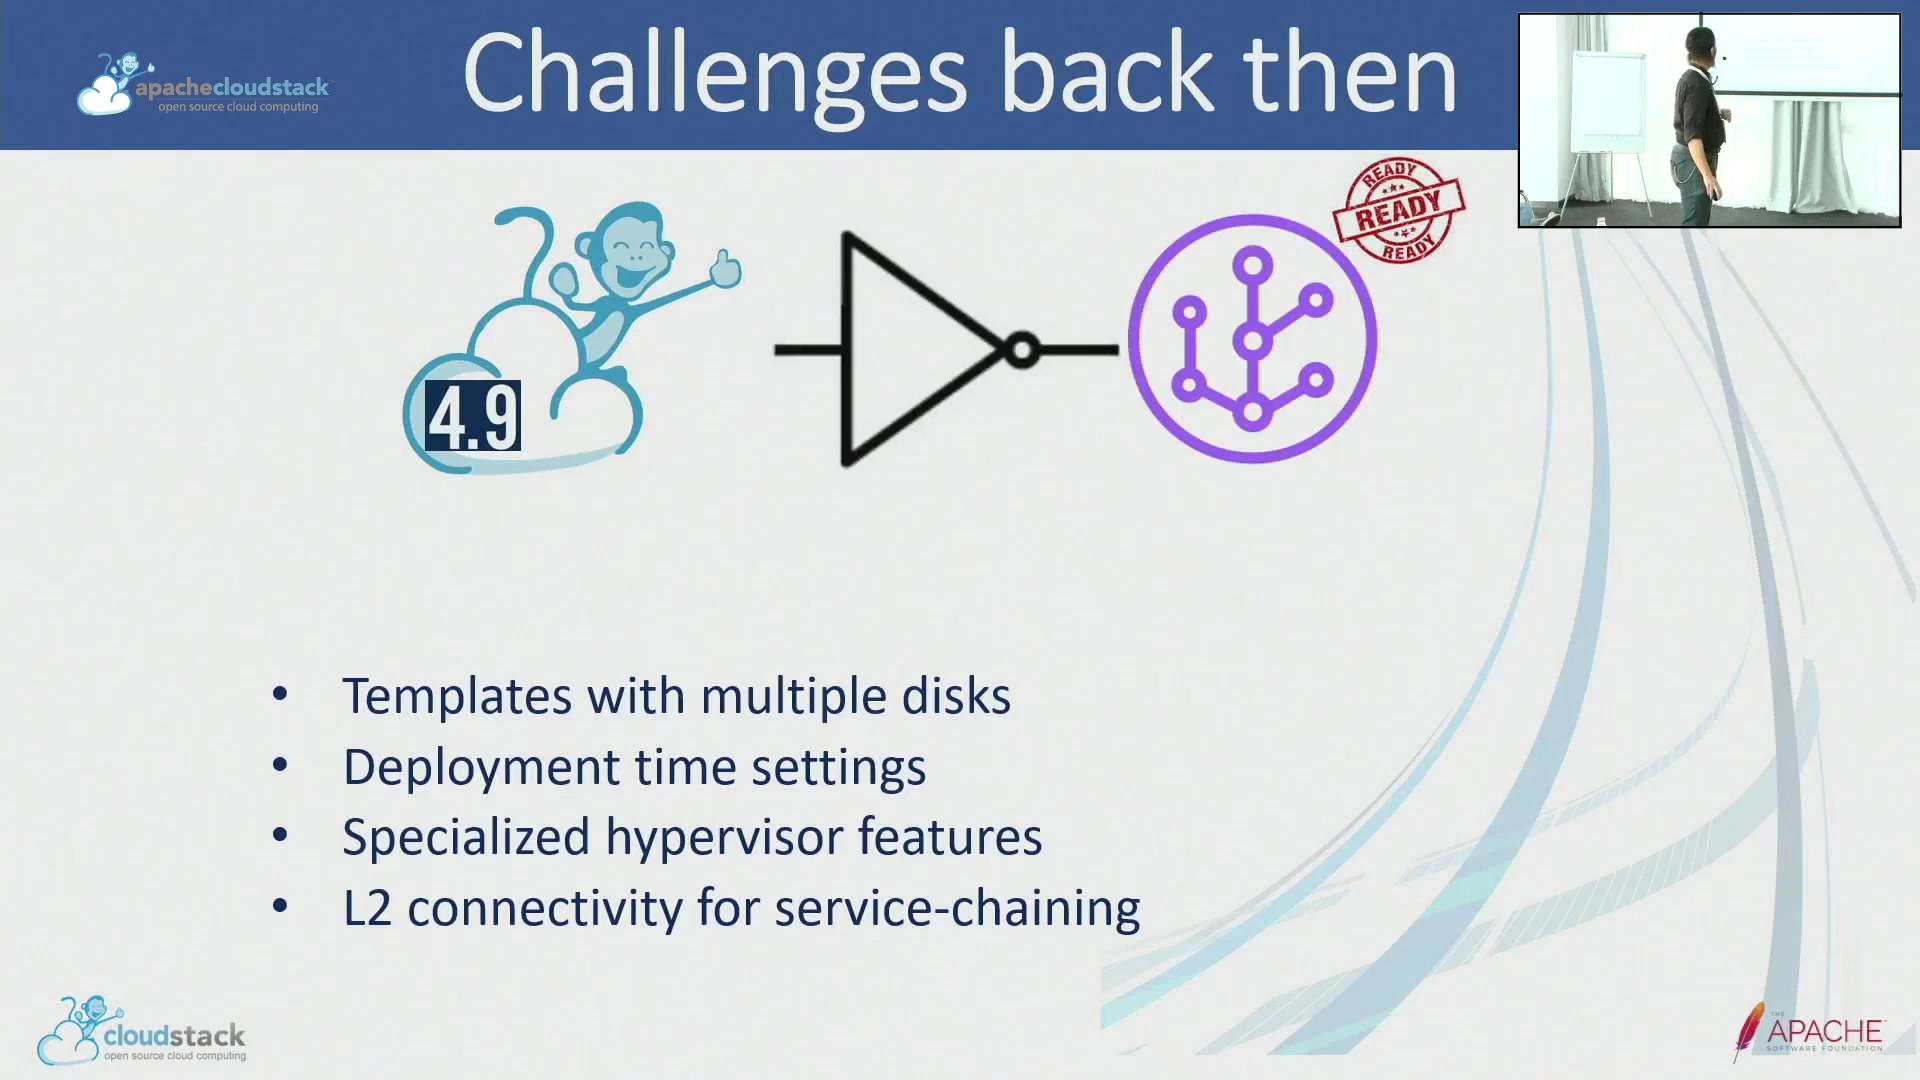 Challenges back then
apachecloudstack
open source cloud computing
READY
READY
READY
4.9
• Templates with multiple disks
• Deployment time settings
• Specialized hypervisor features
• L2 connectivity for service-chaining
cloudstack
open source cloud computing
THE
APACHE
SOFTWARE FOUNDATION